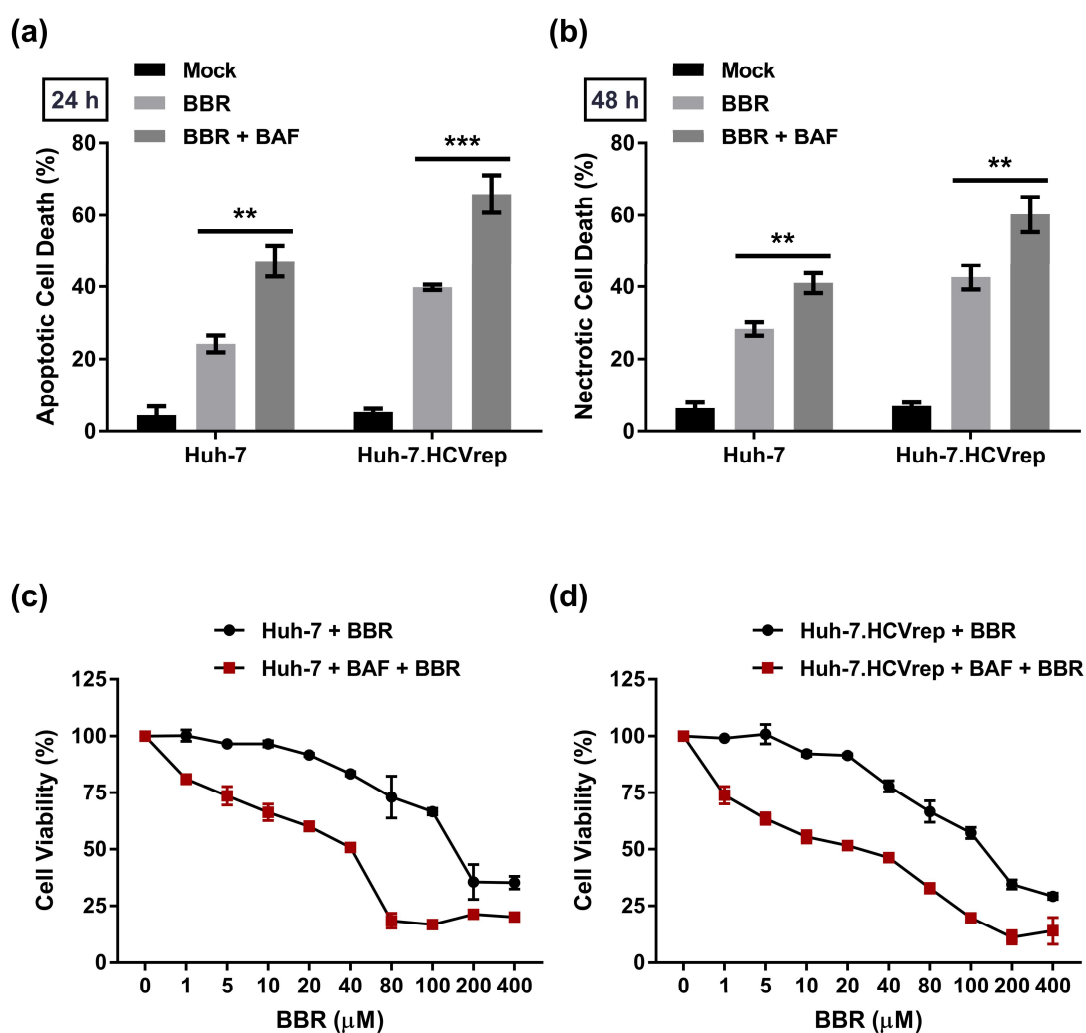 (a)
24 h
Mock
BBR
BBR + BAF
Apoptotic Cell Death (%)
80
60
40
20
0
**
***
Huh-7
Huh-7.HCVrep
(b)
48 h
Mock
BBR
BBR + BAF
Nectrotic Cell Death (%)
80
60
40
20
0
**
**
Huh-7
Huh-7.HCVrep
(c)
Huh-7 + BBR
Huh-7 + BAF + BBR
Cell Viability (%)
125
100
75
50
25
0
0 1 5 10 20 40 80 100 200 400
BBR (μM)
(d)
Huh-7.HCVrep + BBR
Huh-7.HCVrep + BAF + BBR
Cell Viability (%)
125
100
75
50
25
0
0 1 5 10 20 40 80 100 200 400
BBR (μM)